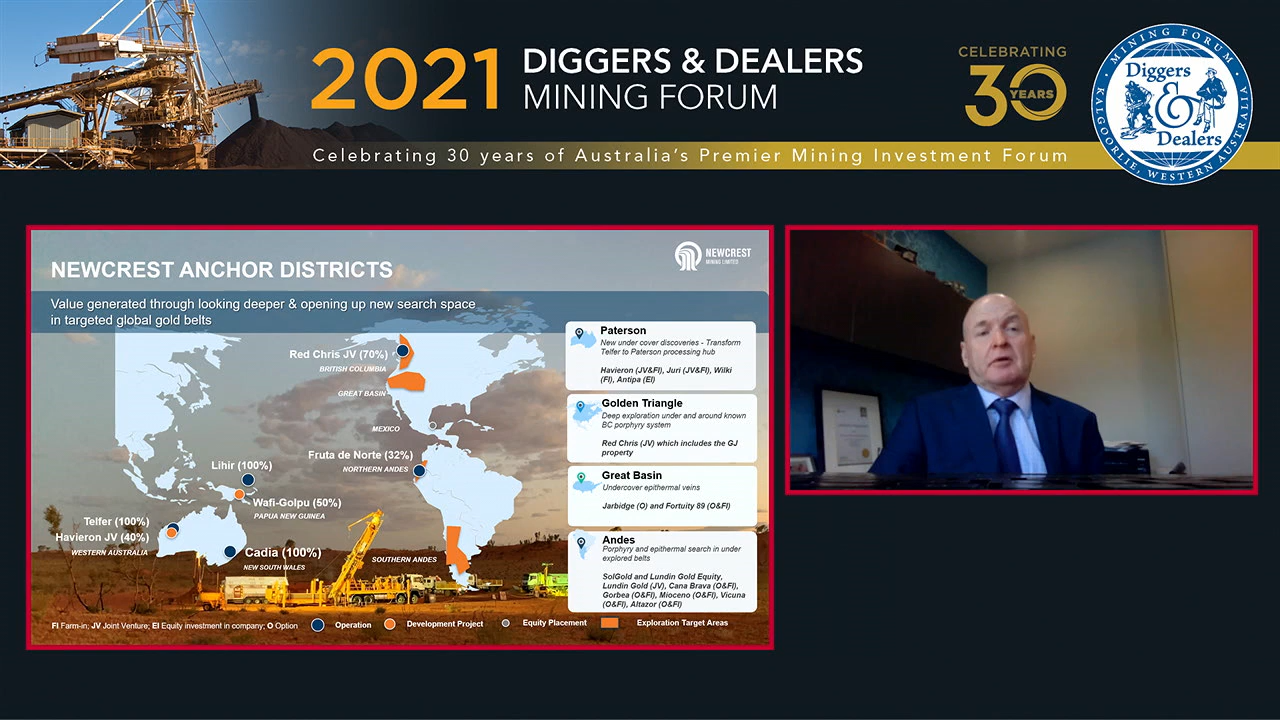 2021
DIGGERS & DEALERS
MINING FORUM
CELEBRATING
30
YEARS
Celebrating 30 years of Australia's Premier Mining Investment Forum
MINING FORUM
Diggers
&
Dealers
KALGOORLIE, WESTERN AUSTRALIA
NEWCREST ANCHOR DISTRICTS
NEWCREST
MINING LIMITED
Value generated through looking deeper & opening up new search space
in targeted global gold belts
Red Chris JV (70%)
BRITISH COLUMBIA
GREAT BASIN
MEXICO
Fruta de Norte (32%)
NORTHERN ANDES
Lihir (100%)
Wafi-Golpu (50%)
PAPUA NEW GUINEA
Telfer (100%)
Havieron JV (40%)
WESTERN AUSTRALIA
Cadia (100%)
NEW SOUTH WALES
SOUTHERN ANDES
Paterson
New under cover discoveries - Transform
Telfer to Paterson processing hub
Havieron (JV&FI), Juri (JV&FI), Wilki
(FI), Antipa (EI)
Golden Triangle
Deep exploration under and around known
BC porphyry system
Red Chris (JV) which includes the GJ
property
Great Basin
Undercover epithermal veins
Jarbidge (O) and Fortuity 89 (O&FI)
Andes
Porphyry and epithermal search in under
explored belts
SolGold and Lundin Gold Equity,
Lundin Gold (JV), Cana Brava (O&FI),
Gorbea (O&FI), Mioceno (O&FI), Vicuna
(O&FI), Altazor (O&FI)
FI Farm-in; JV Joint Venture; EI Equity investment in company; O Option
Operation
Development Project
Equity Placement
Exploration Target Areas